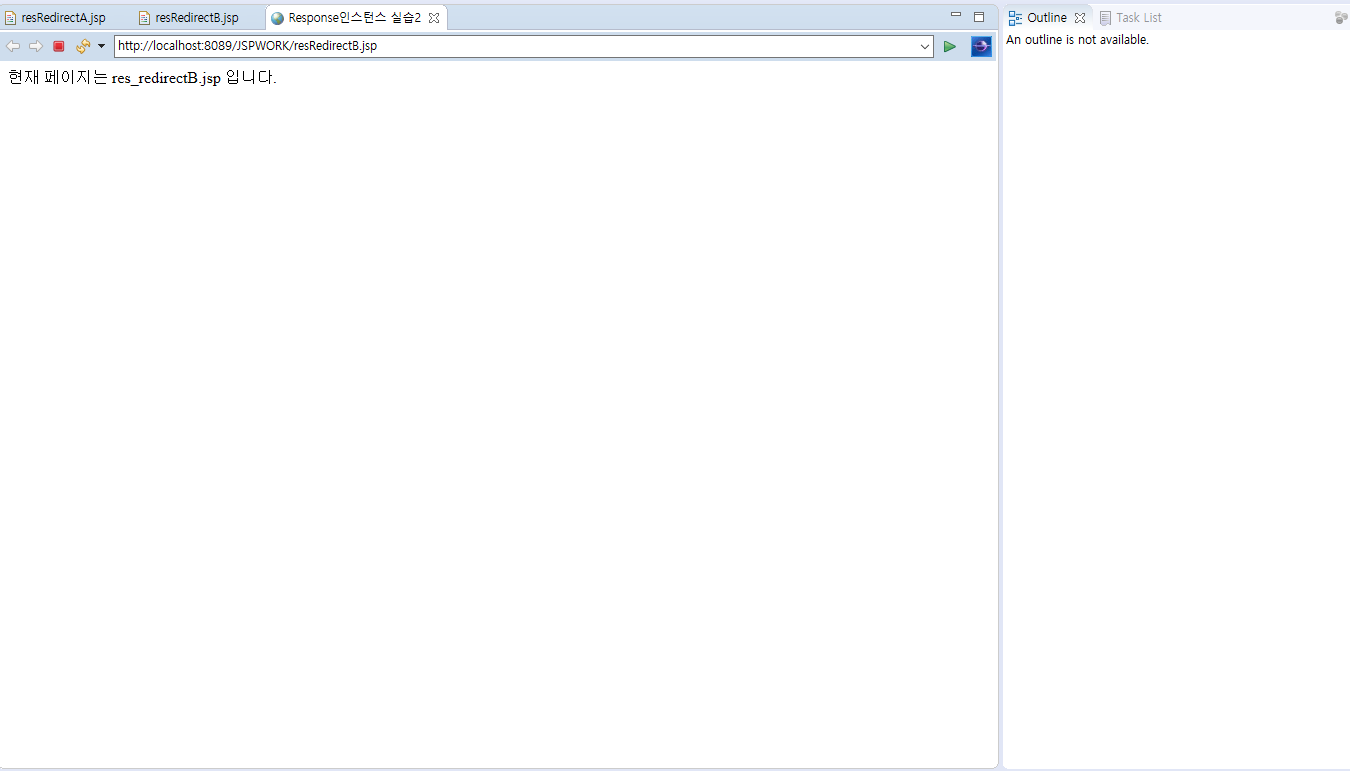 resRedirectA.jsp
resRedirectB.jsp
Response인스턴스 실습2
Outline
Task List
http://localhost:8089/JSPWORK/resRedirectB.jsp
An outline is not available.
현재 페이지는 res_redirectB.jsp 입니다.